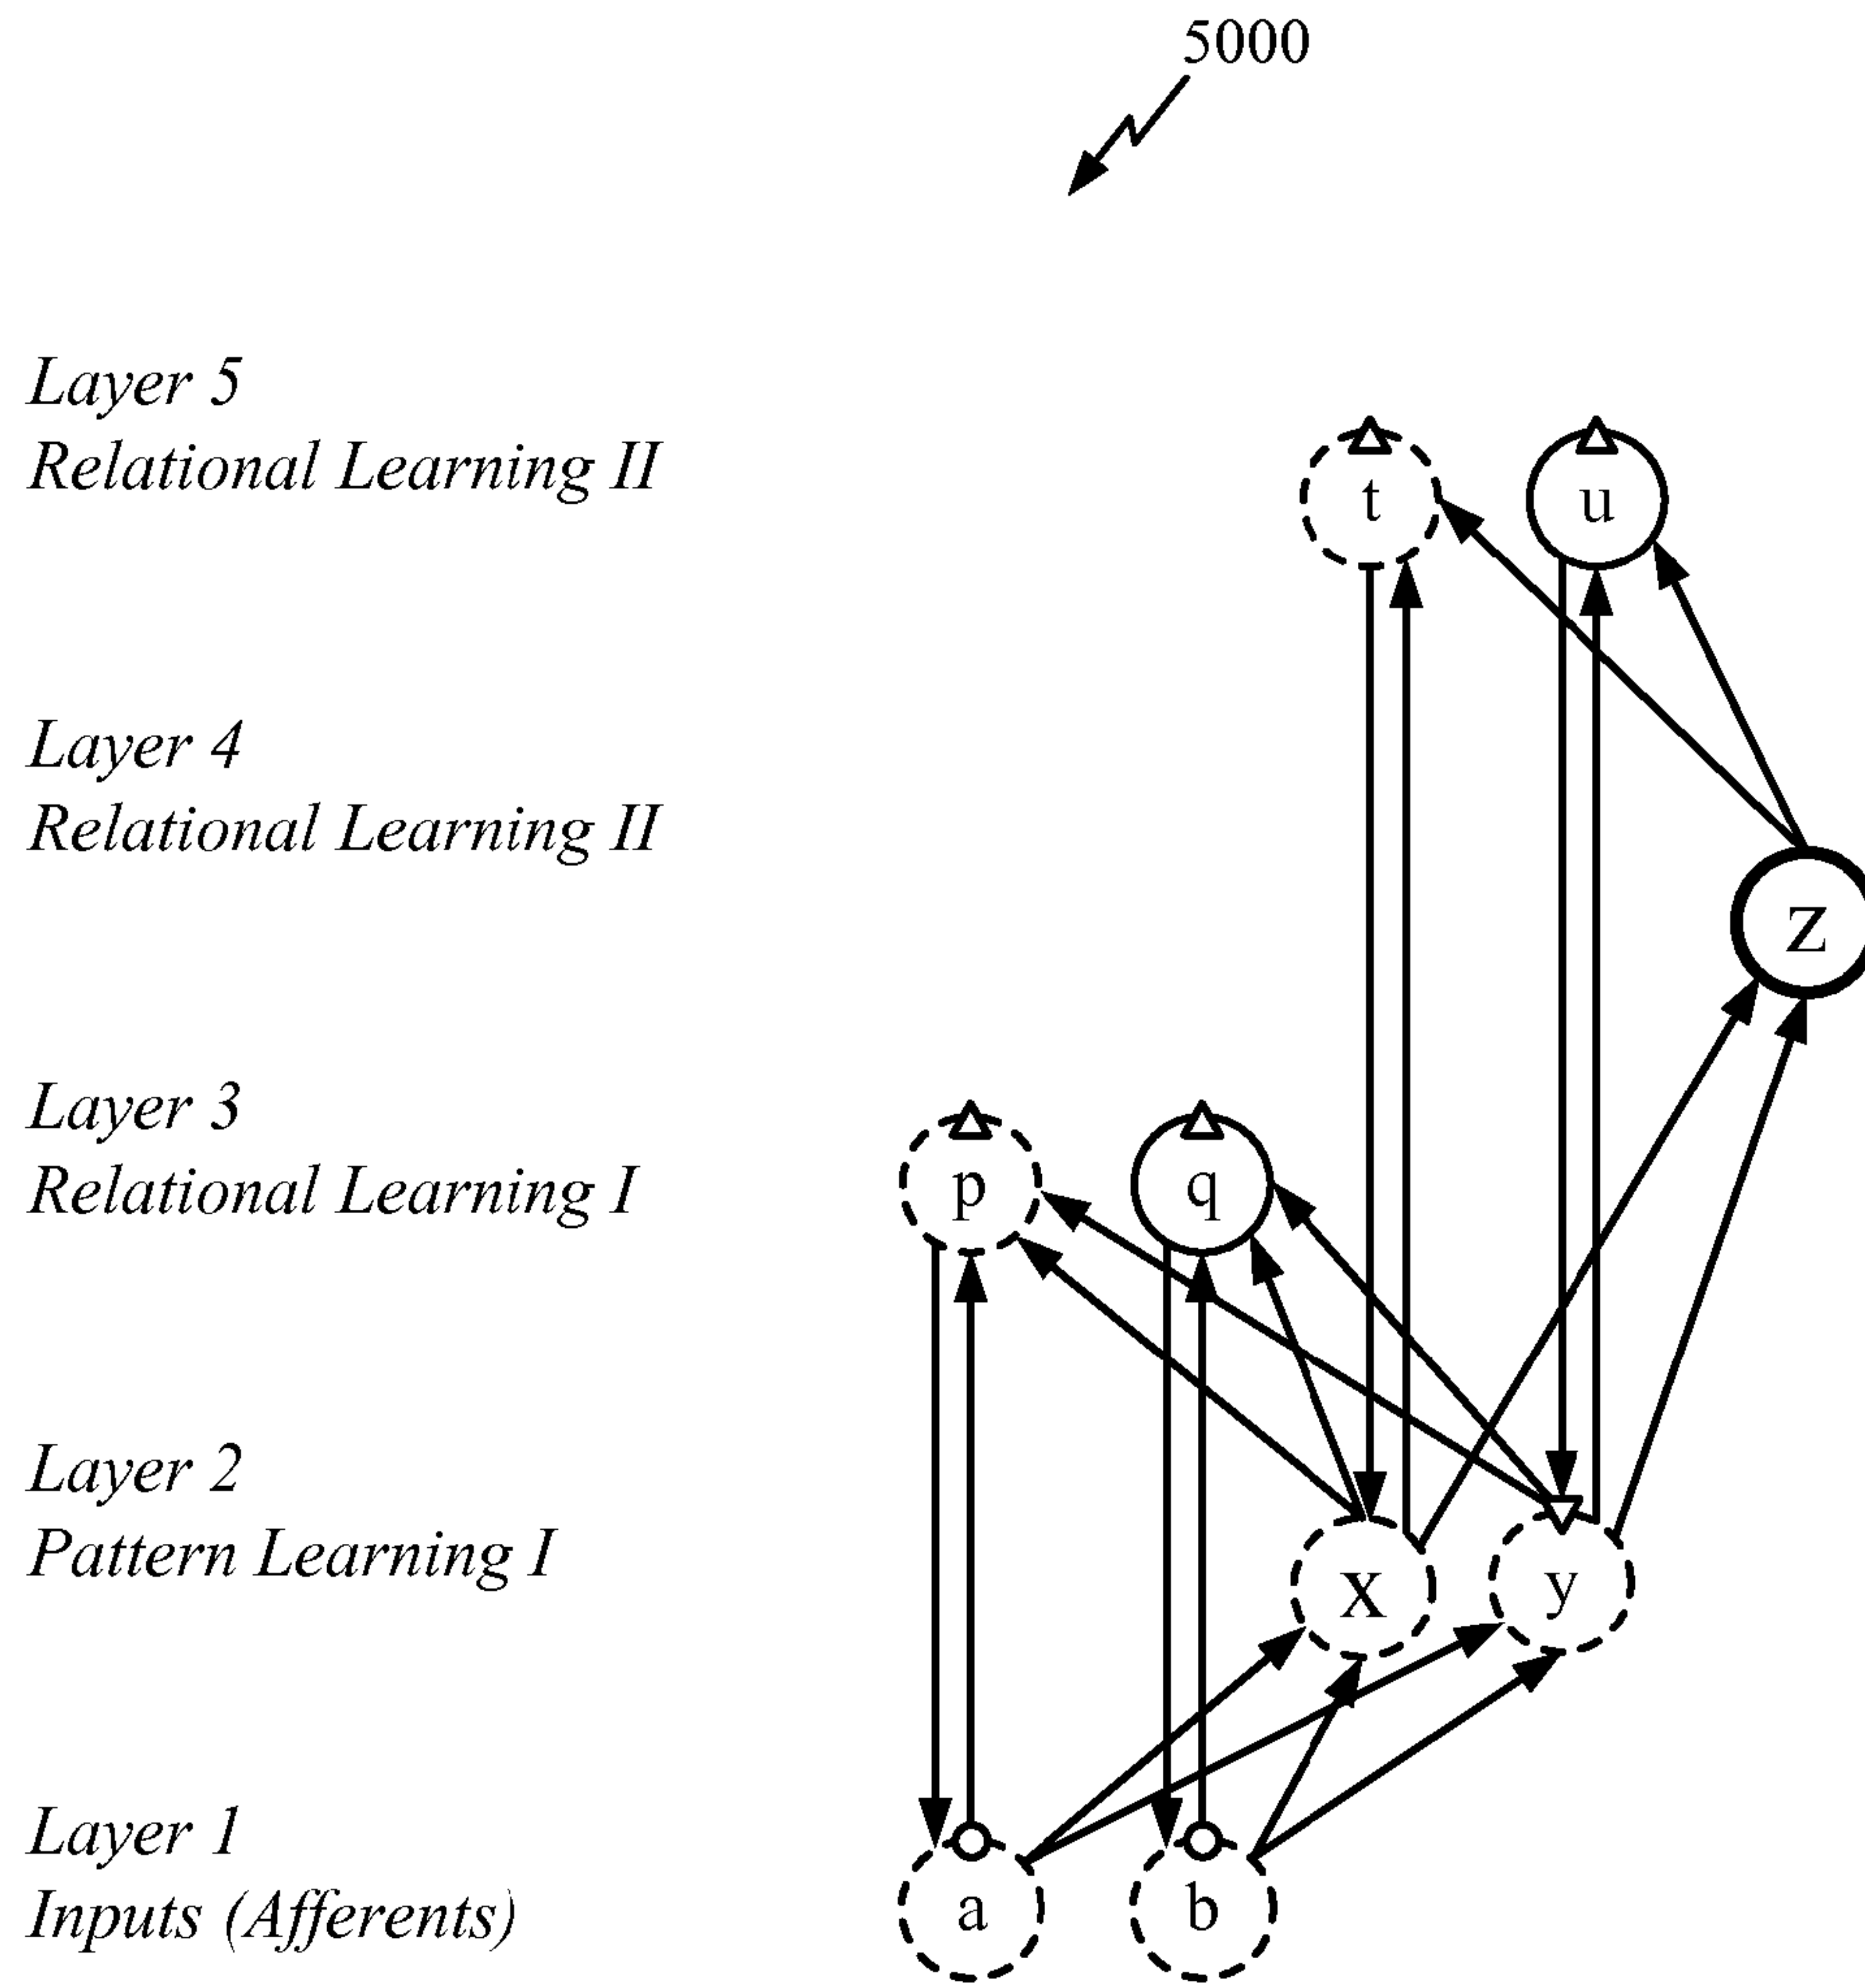 5000
Layer 5
Relational Learning II
t
u
Layer 4
Relational Learning II
z
Layer 3
Relational Learning I
p
q
Layer 2
Pattern Learning I
x
y
Layer 1
Inputs (Afferents)
a
b